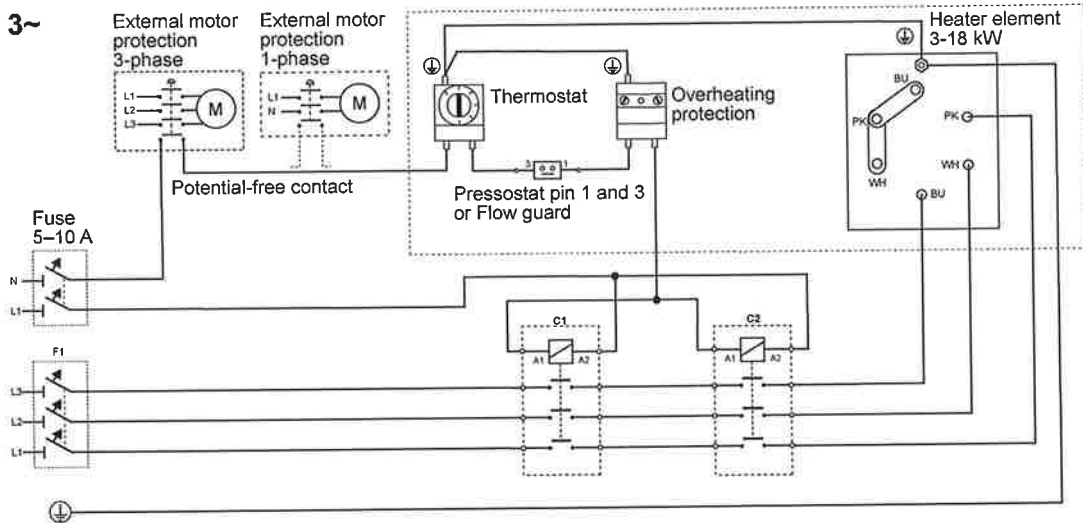 3~
External motor
protection
3-phase
External motor
protection
1-phase
Heater element
3-18 kW
L1
L2
L3
M
L1
N
M
Thermostat
Overheating
protection
BU
PK
PK
WH
WH
BU
3
1
Potential-free contact
Pressostat pin 1 and 3
or Flow guard
Fuse
5–10 A
N
L1
C1
C2
A1
A2
A1
A2
F1
L3
L2
L1